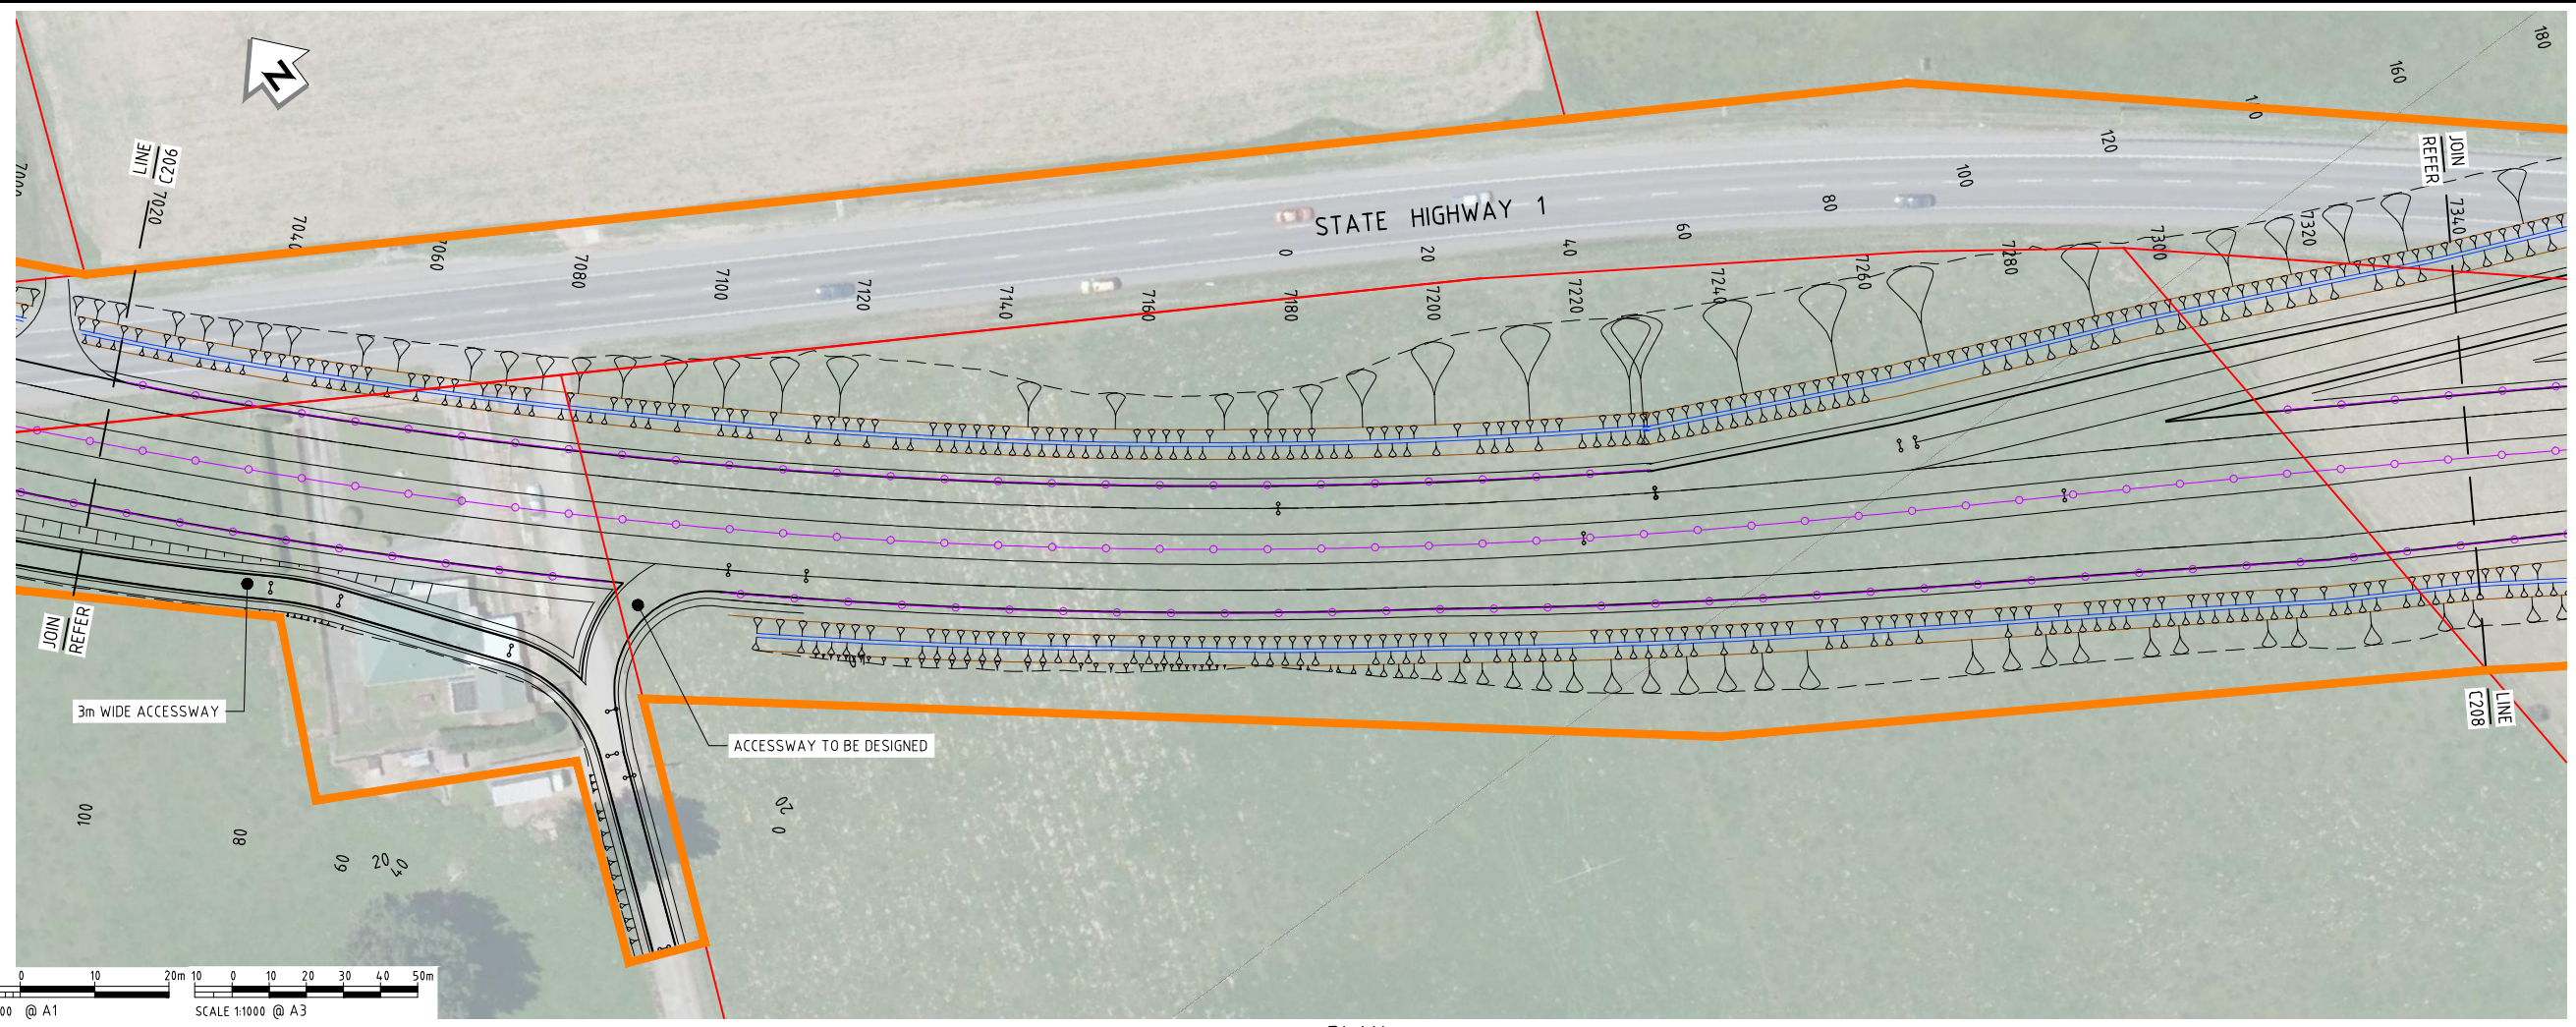 N
180
160
120
100
80
60
40
20
0
STATE HIGHWAY 1
LINE
C206
7020
7040
7060
7080
7100
7120
7140
7160
7180
7200
7220
7240
7260
7280
7300
7320
7340
JOIN
REFER
JOIN
REFER
LINE
C208
3m WIDE ACCESSWAY
ACCESSWAY TO BE DESIGNED
100
80
60
20
40
20
0
0 10 20m
@ A1
10 0 10 20 30 40 50m
SCALE 1:1000 @ A3